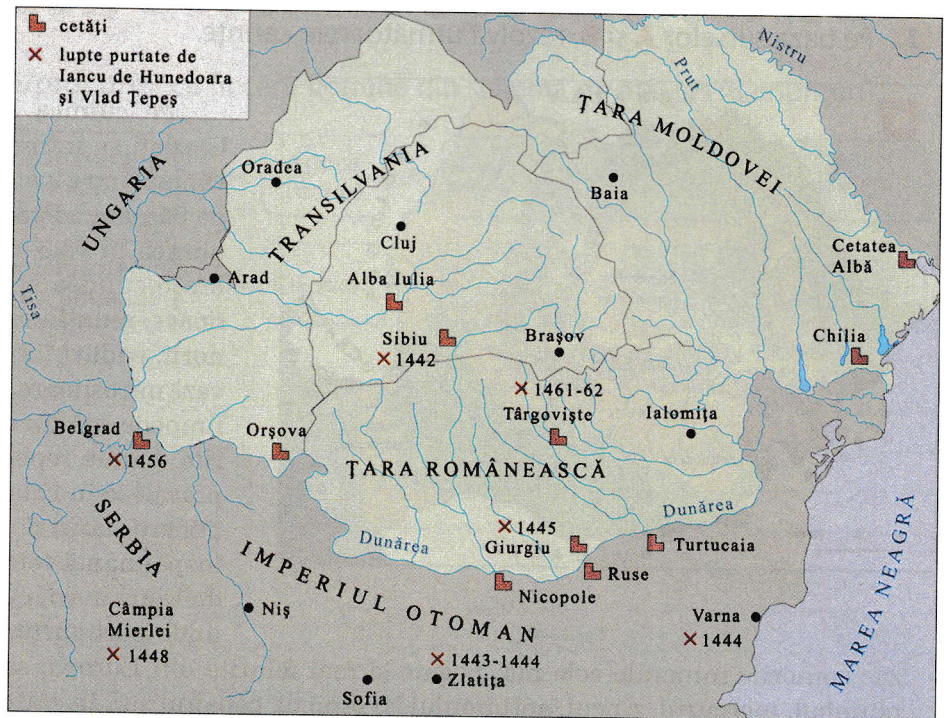 cetăți
lupte purtate de
Iancu de Hunedoara
și Vlad Țepeș
Nistru
Prut
ȚARA MOLDOVEI
UNGARIA
Oradea
TRANSILVANIA
Baia
Cluj
Cetatea
Albă
Arad
Alba Iulia
Tisa
Sibiu
1442
Brașov
Chilia
1461-62
Târgoviște
Ialomița
Belgrad
1456
Orșova
ȚARA ROMÂNEASCĂ
SERBIA
Dunărea
Dunărea
1445
Giurgiu
Turtucaia
Ruse
Nicopole
IMPERIUL OTOMAN
MAREA NEAGRĂ
Câmpia
Mierlei
1448
Niș
Varna
1444
1443-1444
Zlatița
Sofia